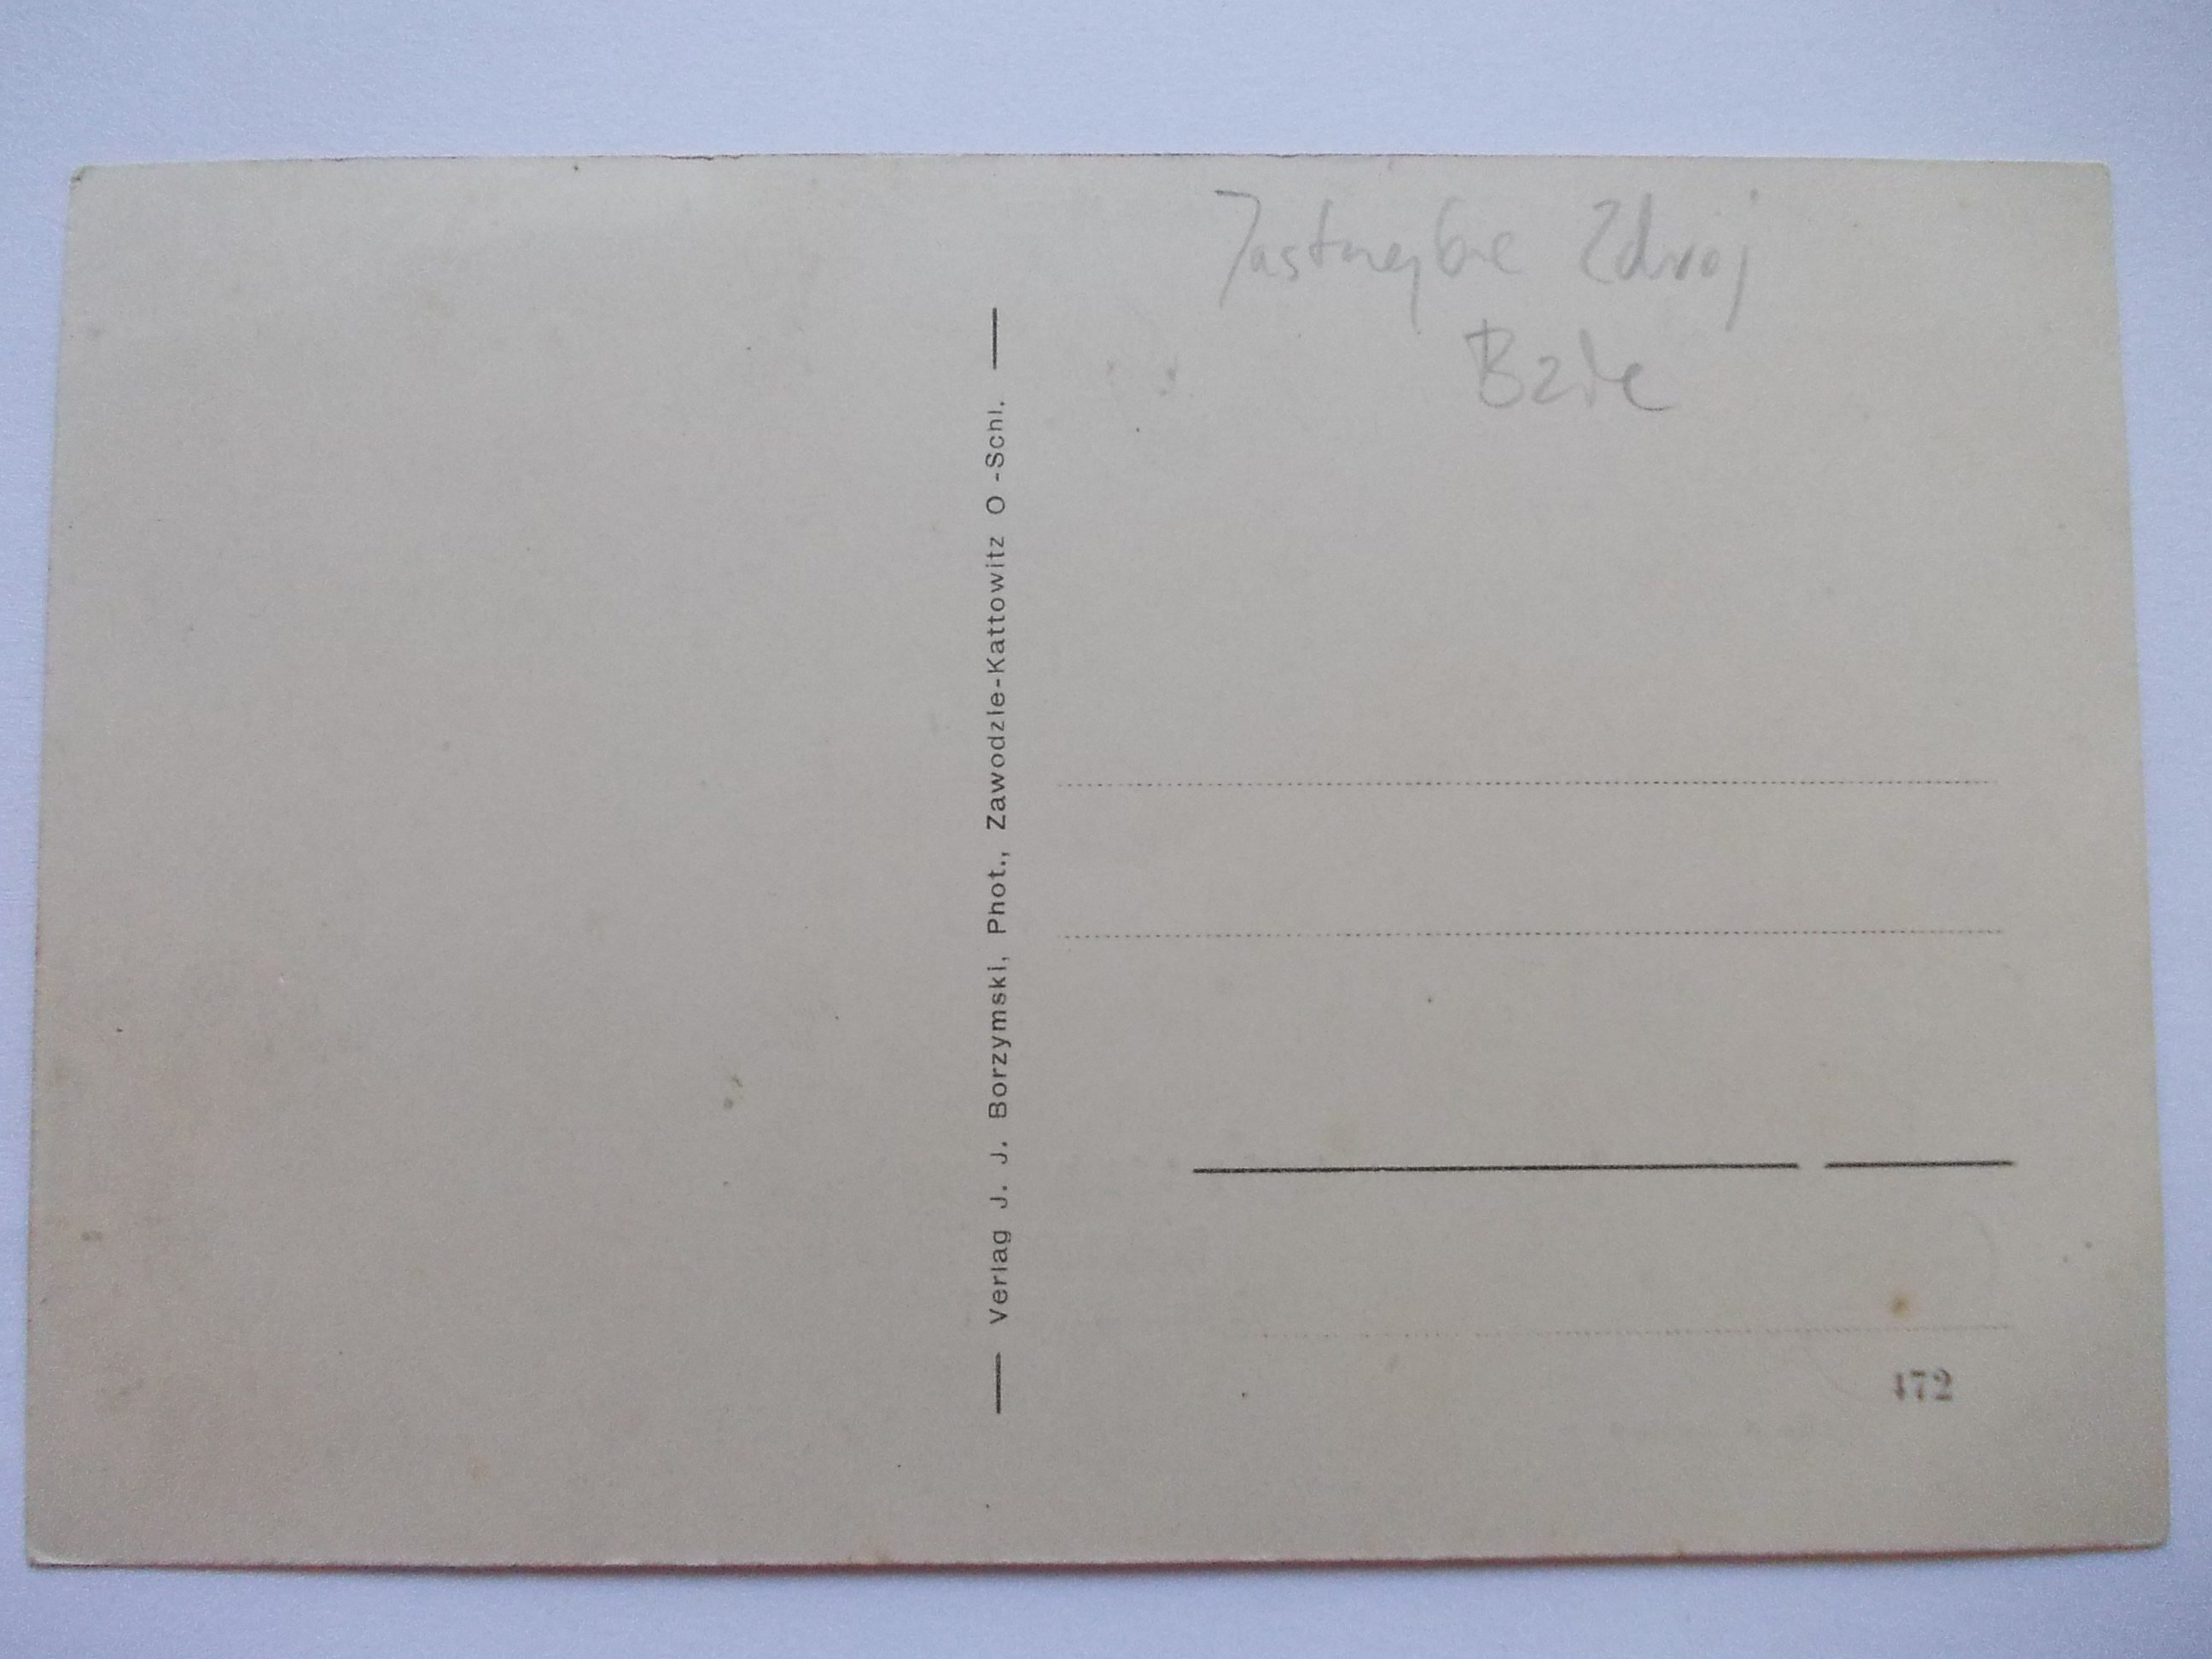 Jastrzębie Zdrój
Bzie
Verlag J. J. Borzymski, Phot., Zawodzie-Kattowitz O -Schl.
172